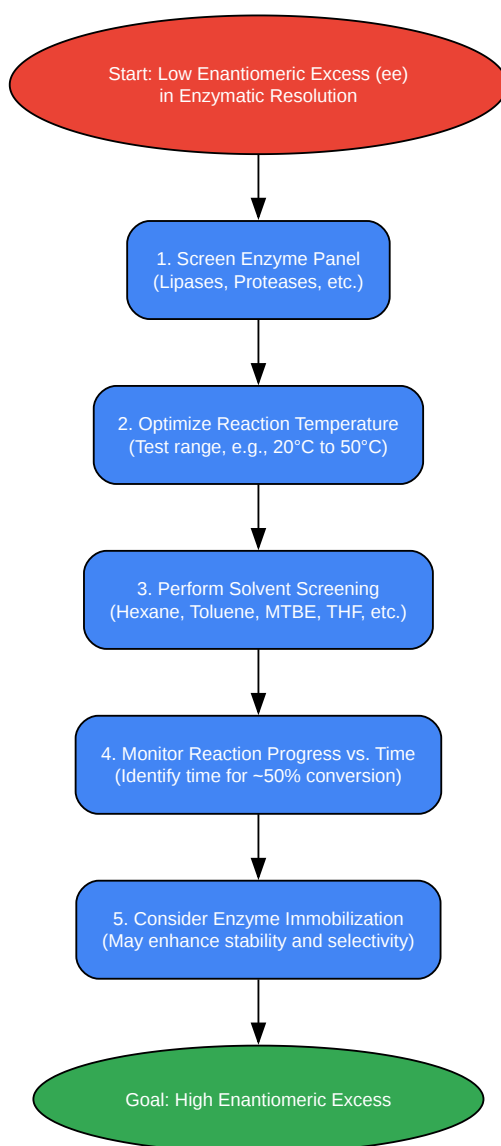 Start: Low Enantiomeric Excess (ee)
in Enzymatic Resolution
1. Screen Enzyme Panel
(Lipases, Proteases, etc.)
2. Optimize Reaction Temperature
(Test range, e.g., 20°C to 50°C)
3. Perform Solvent Screening
(Hexane, Toluene, MTBE, THF, etc.)
4. Monitor Reaction Progress vs. Time
(Identify time for ~50% conversion)
5. Consider Enzyme Immobilization
(May enhance stability and selectivity)
Goal: High Enantiomeric Excess